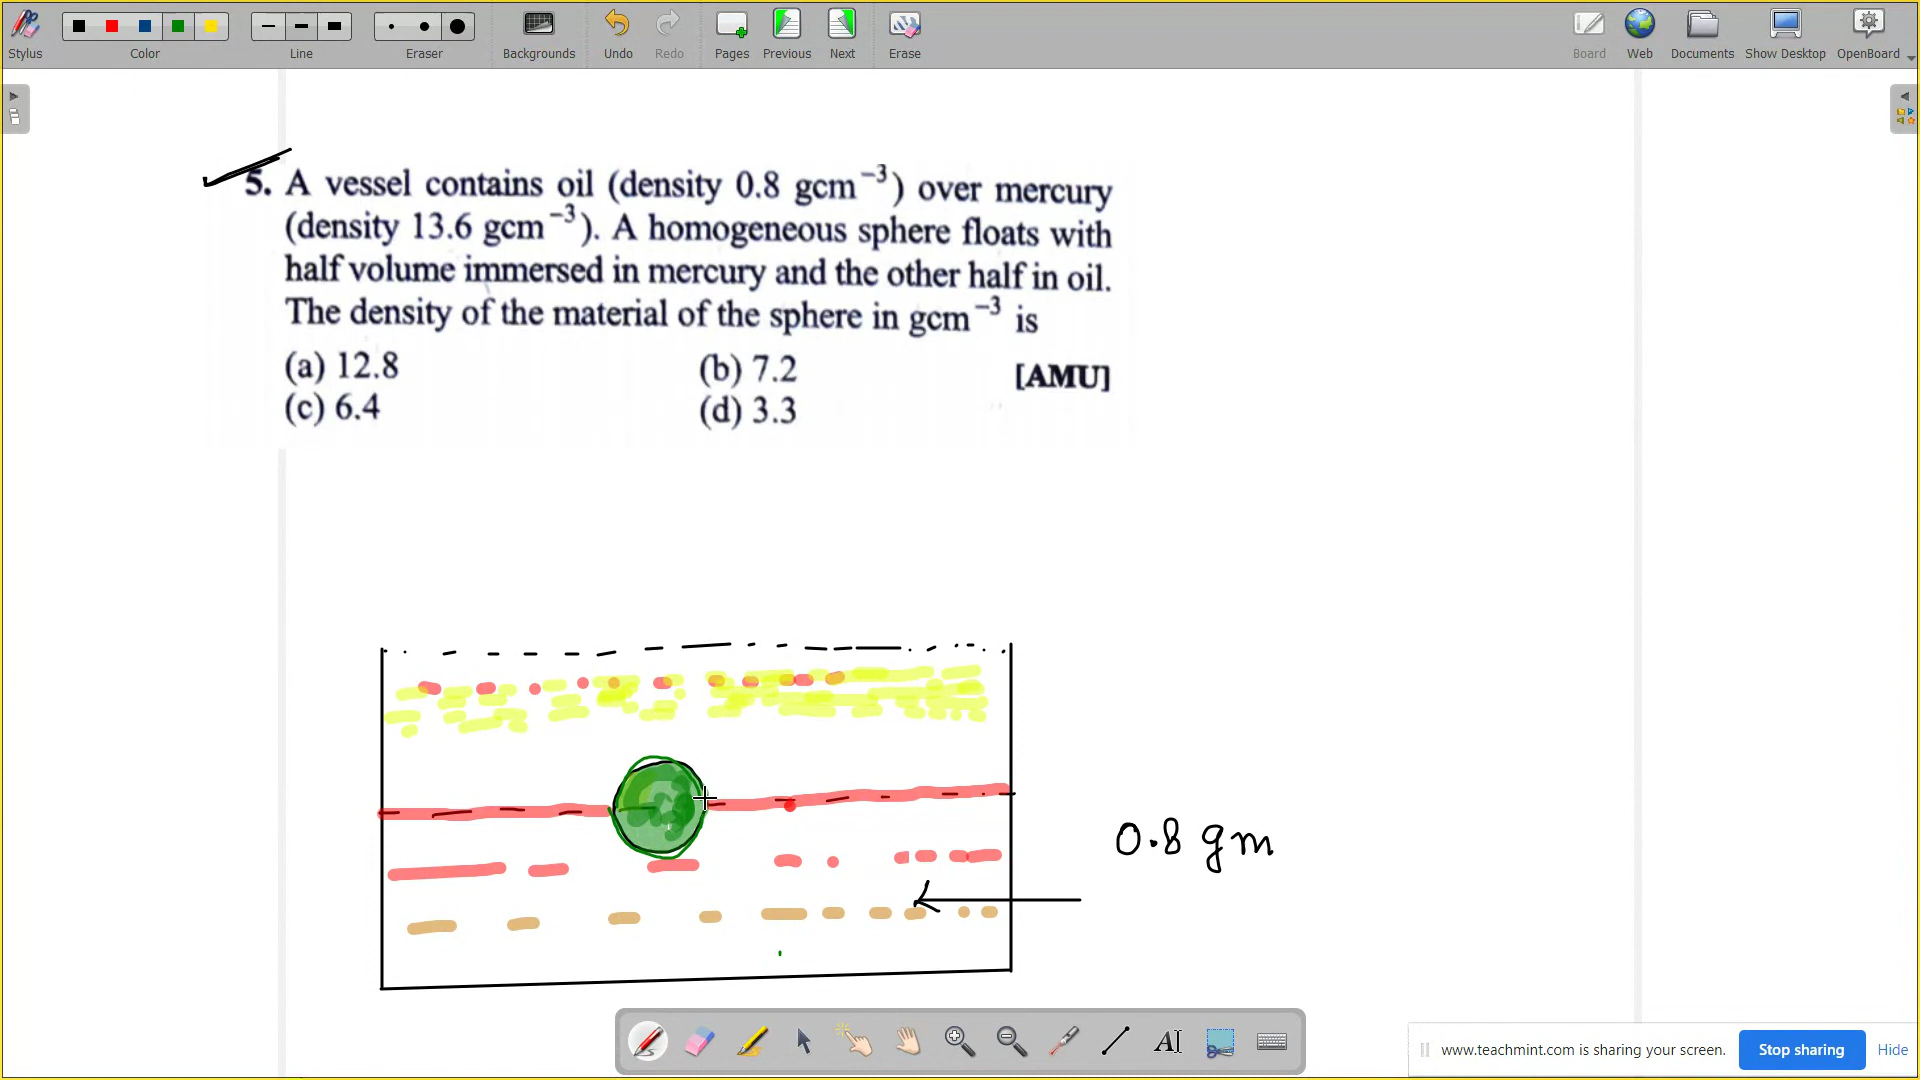 Stylus
Color
Line
Eraser
Backgrounds
Undo
Redo
Pages
Previous
Next
Erase
Board
Web
Documents
Show Desktop
OpenBoard
5. A vessel contains oil (density 0.8 gcm⁻³) over mercury
(density 13.6 gcm⁻³). A homogeneous sphere floats with
half volume immersed in mercury and the other half in oil.
The density of the material of the sphere in gcm⁻³ is
(a) 12.8 (b) 7.2 [AMU]
(c) 6.4 (d) 3.3
0.8 gm
www.teachmint.com is sharing your screen.
Stop sharing
Hide